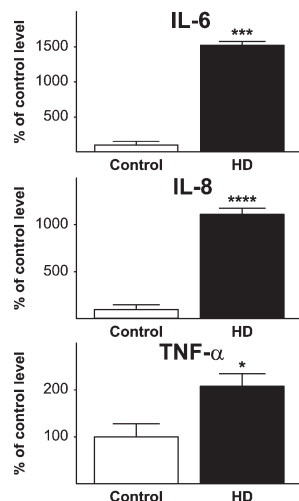 IL-6
% of control level
1500
1000
500
***
Control HD
IL-8
% of control level
1000
500
****
Control HD
TNF-α
% of control level
200
100
*
Control HD